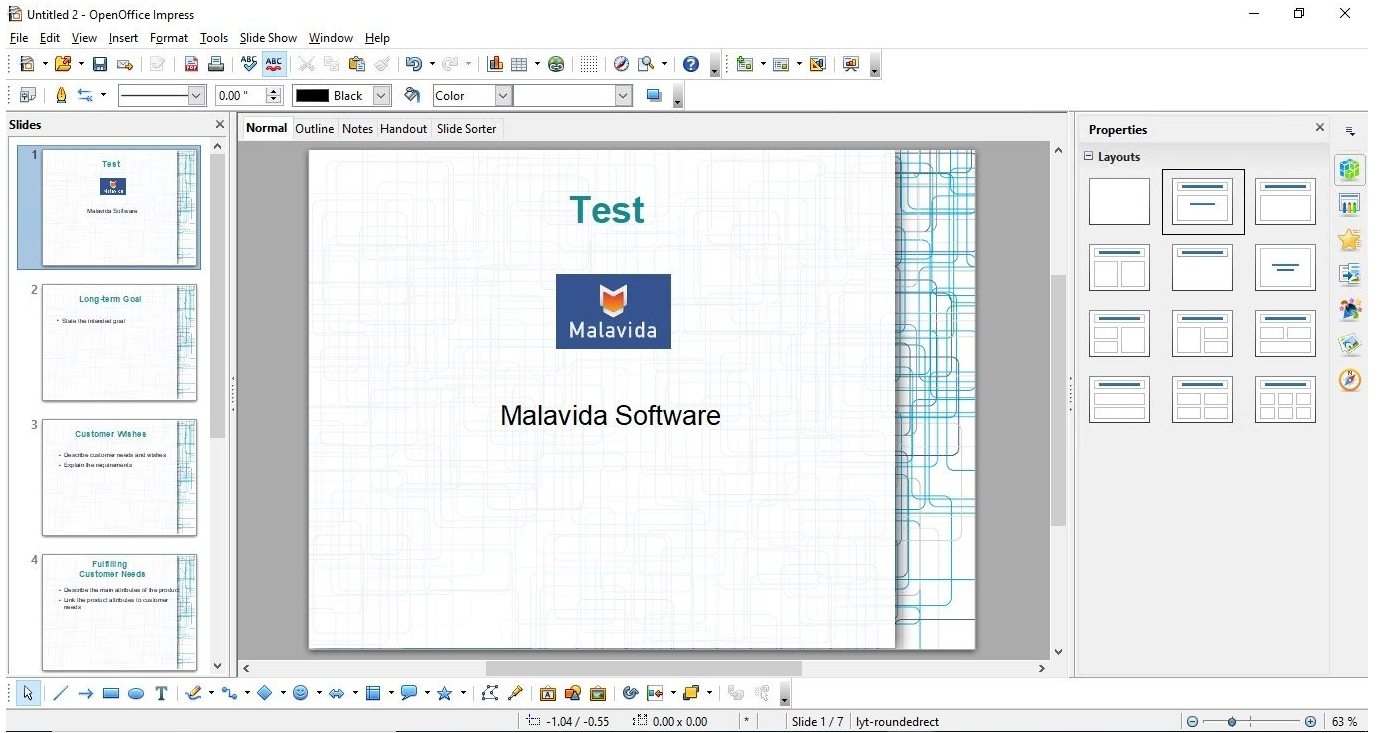 Untitled 2 - OpenOffice Impress
File Edit View Insert Format Tools Slide Show Window Help
ABC ABC
0.00 " Black Color
Slides
Normal Outline Notes Handout Slide Sorter
Properties
Layouts
1
Test
Malavida
Malavida Software
2
Long-term Goal
• State the intended goal
3
Customer Wishes
• Describe customer needs and wishes
• Explain the requirements
4
Fulfilling
Customer Needs
• Describe the main attributes of the product
• Link the product attributes to customer
needs
Test
Malavida
Malavida Software
T
A
-1.04 / -0.55 0.00 x 0.00 * Slide 1 / 7 lyt-roundedrect 63 %